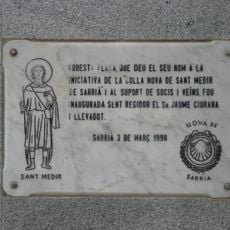 AQUESTA PLAÇA, QUE DEU EL SEU NOM A LA
INICIATIVA DE LA "COLLA NOVA DE SANT MEDIR
DE SARRIÀ" I AL SUPORT DE SOCIS I VEÏNS, FOU
INAUGURADA SENT REGIDOR EL Sr. JAUME CIURANA
I LLEVADOT.
SARRIÀ 3 DE MARÇ 1998
SANT MEDIR
NOVA DE
SARRIA